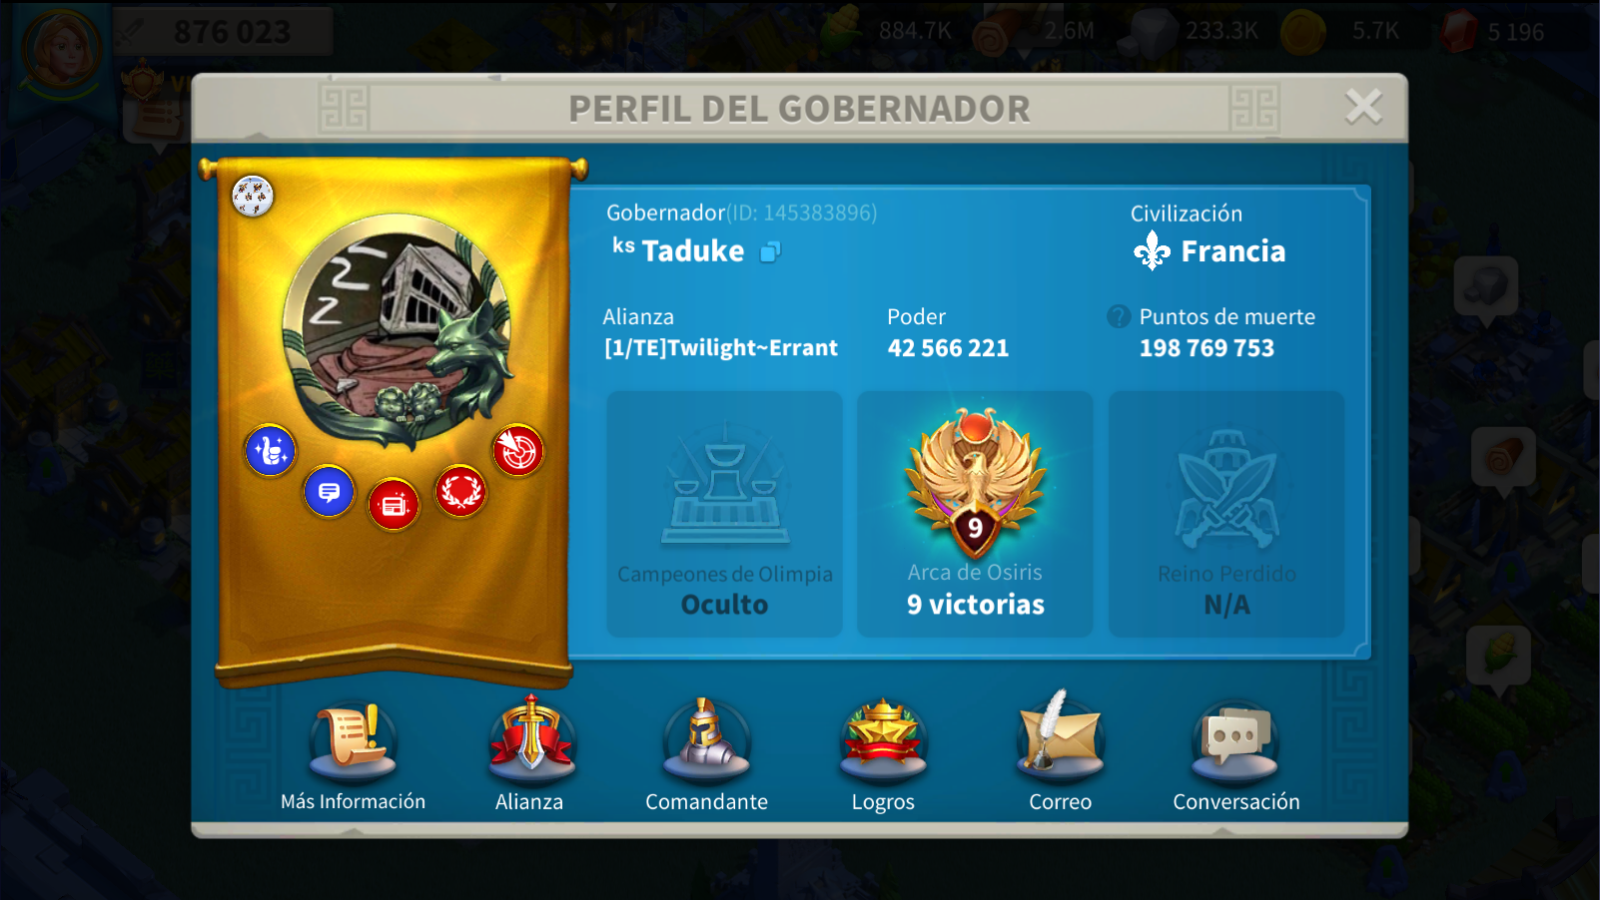 876 023
884.7K
2.6M
233.3K
5.7K
5 196
PERFIL DEL GOBERNADOR
Gobernador(ID: 145383896)
ᵏˢ Taduke
Civilización
Francia
Alianza
[1/TE]Twilight~Errant
Poder
42 566 221
? Puntos de muerte
198 769 753
Campeones de Olimpia
Oculto
9
Arca de Osiris
9 victorias
Reino Perdido
N/A
Más Información
Alianza
Comandante
Logros
Correo
Conversación